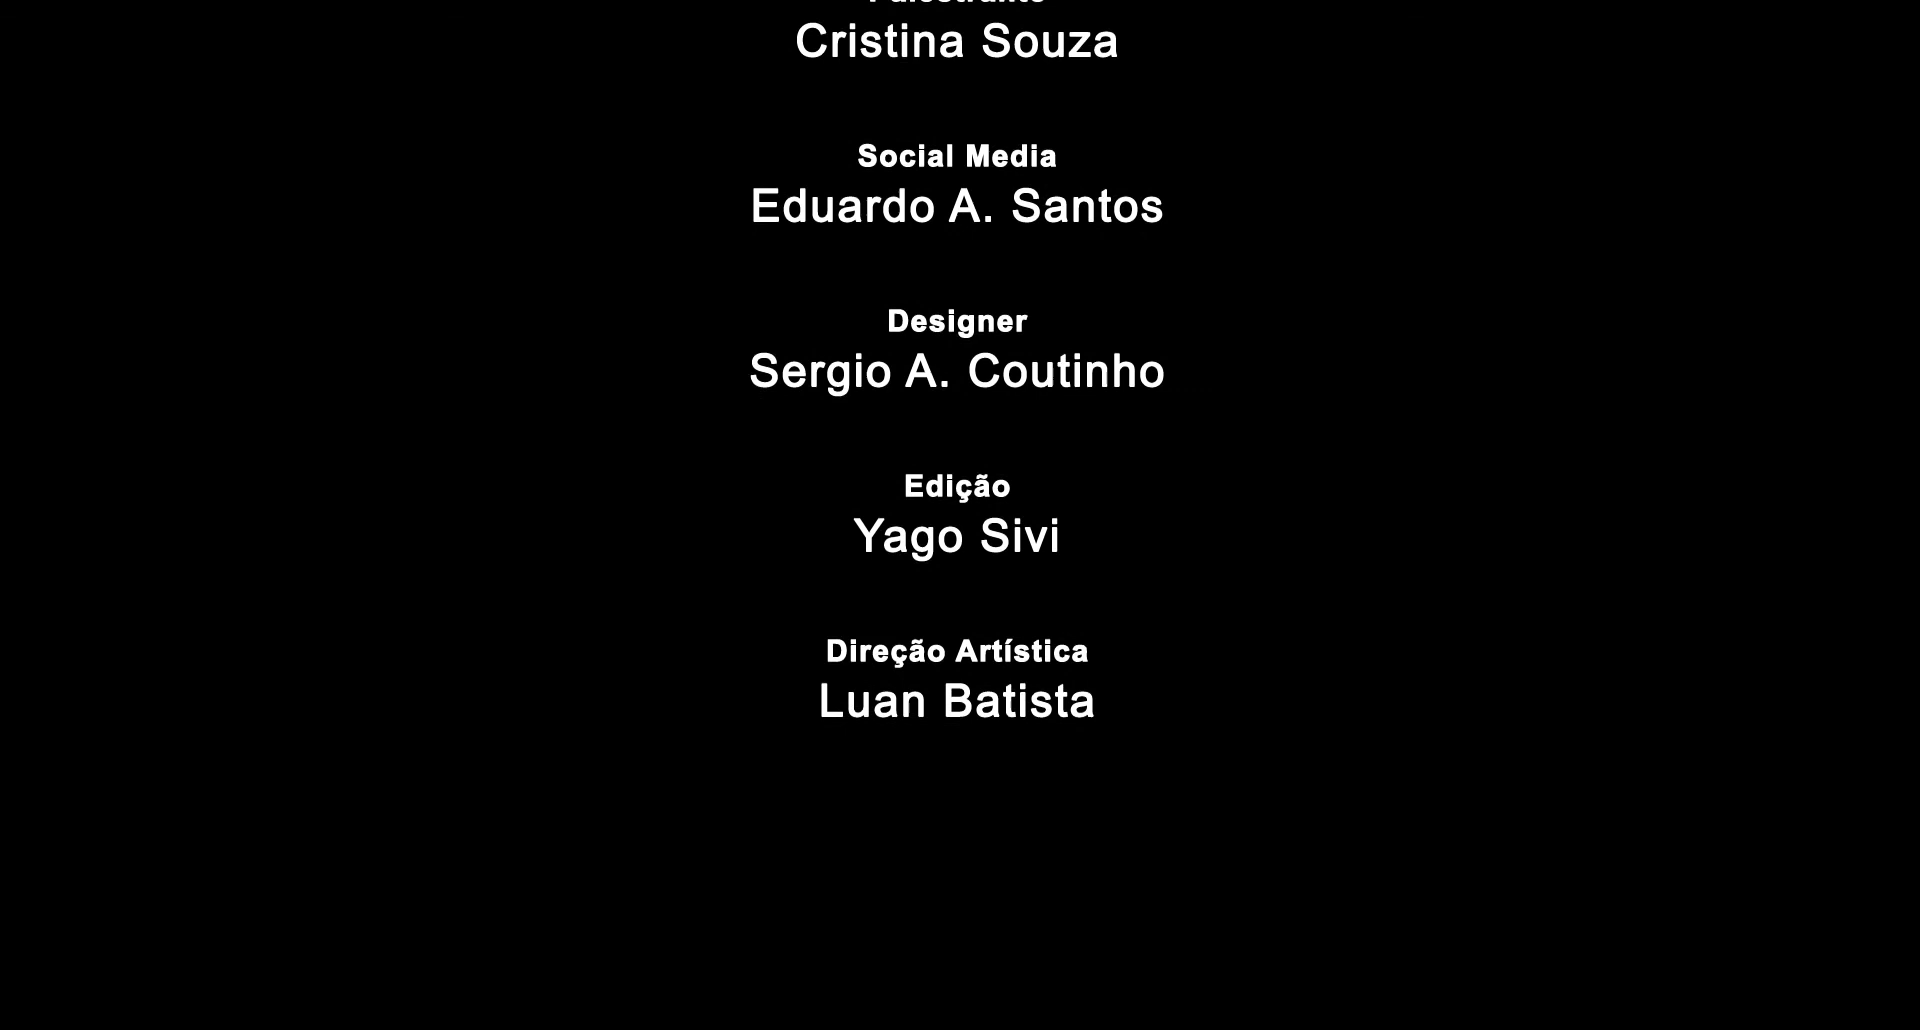 Cristina Souza
Social Media
Eduardo A. Santos
Designer
Sergio A. Coutinho
Edição
Yago Sivi
Direção Artística
Luan Batista